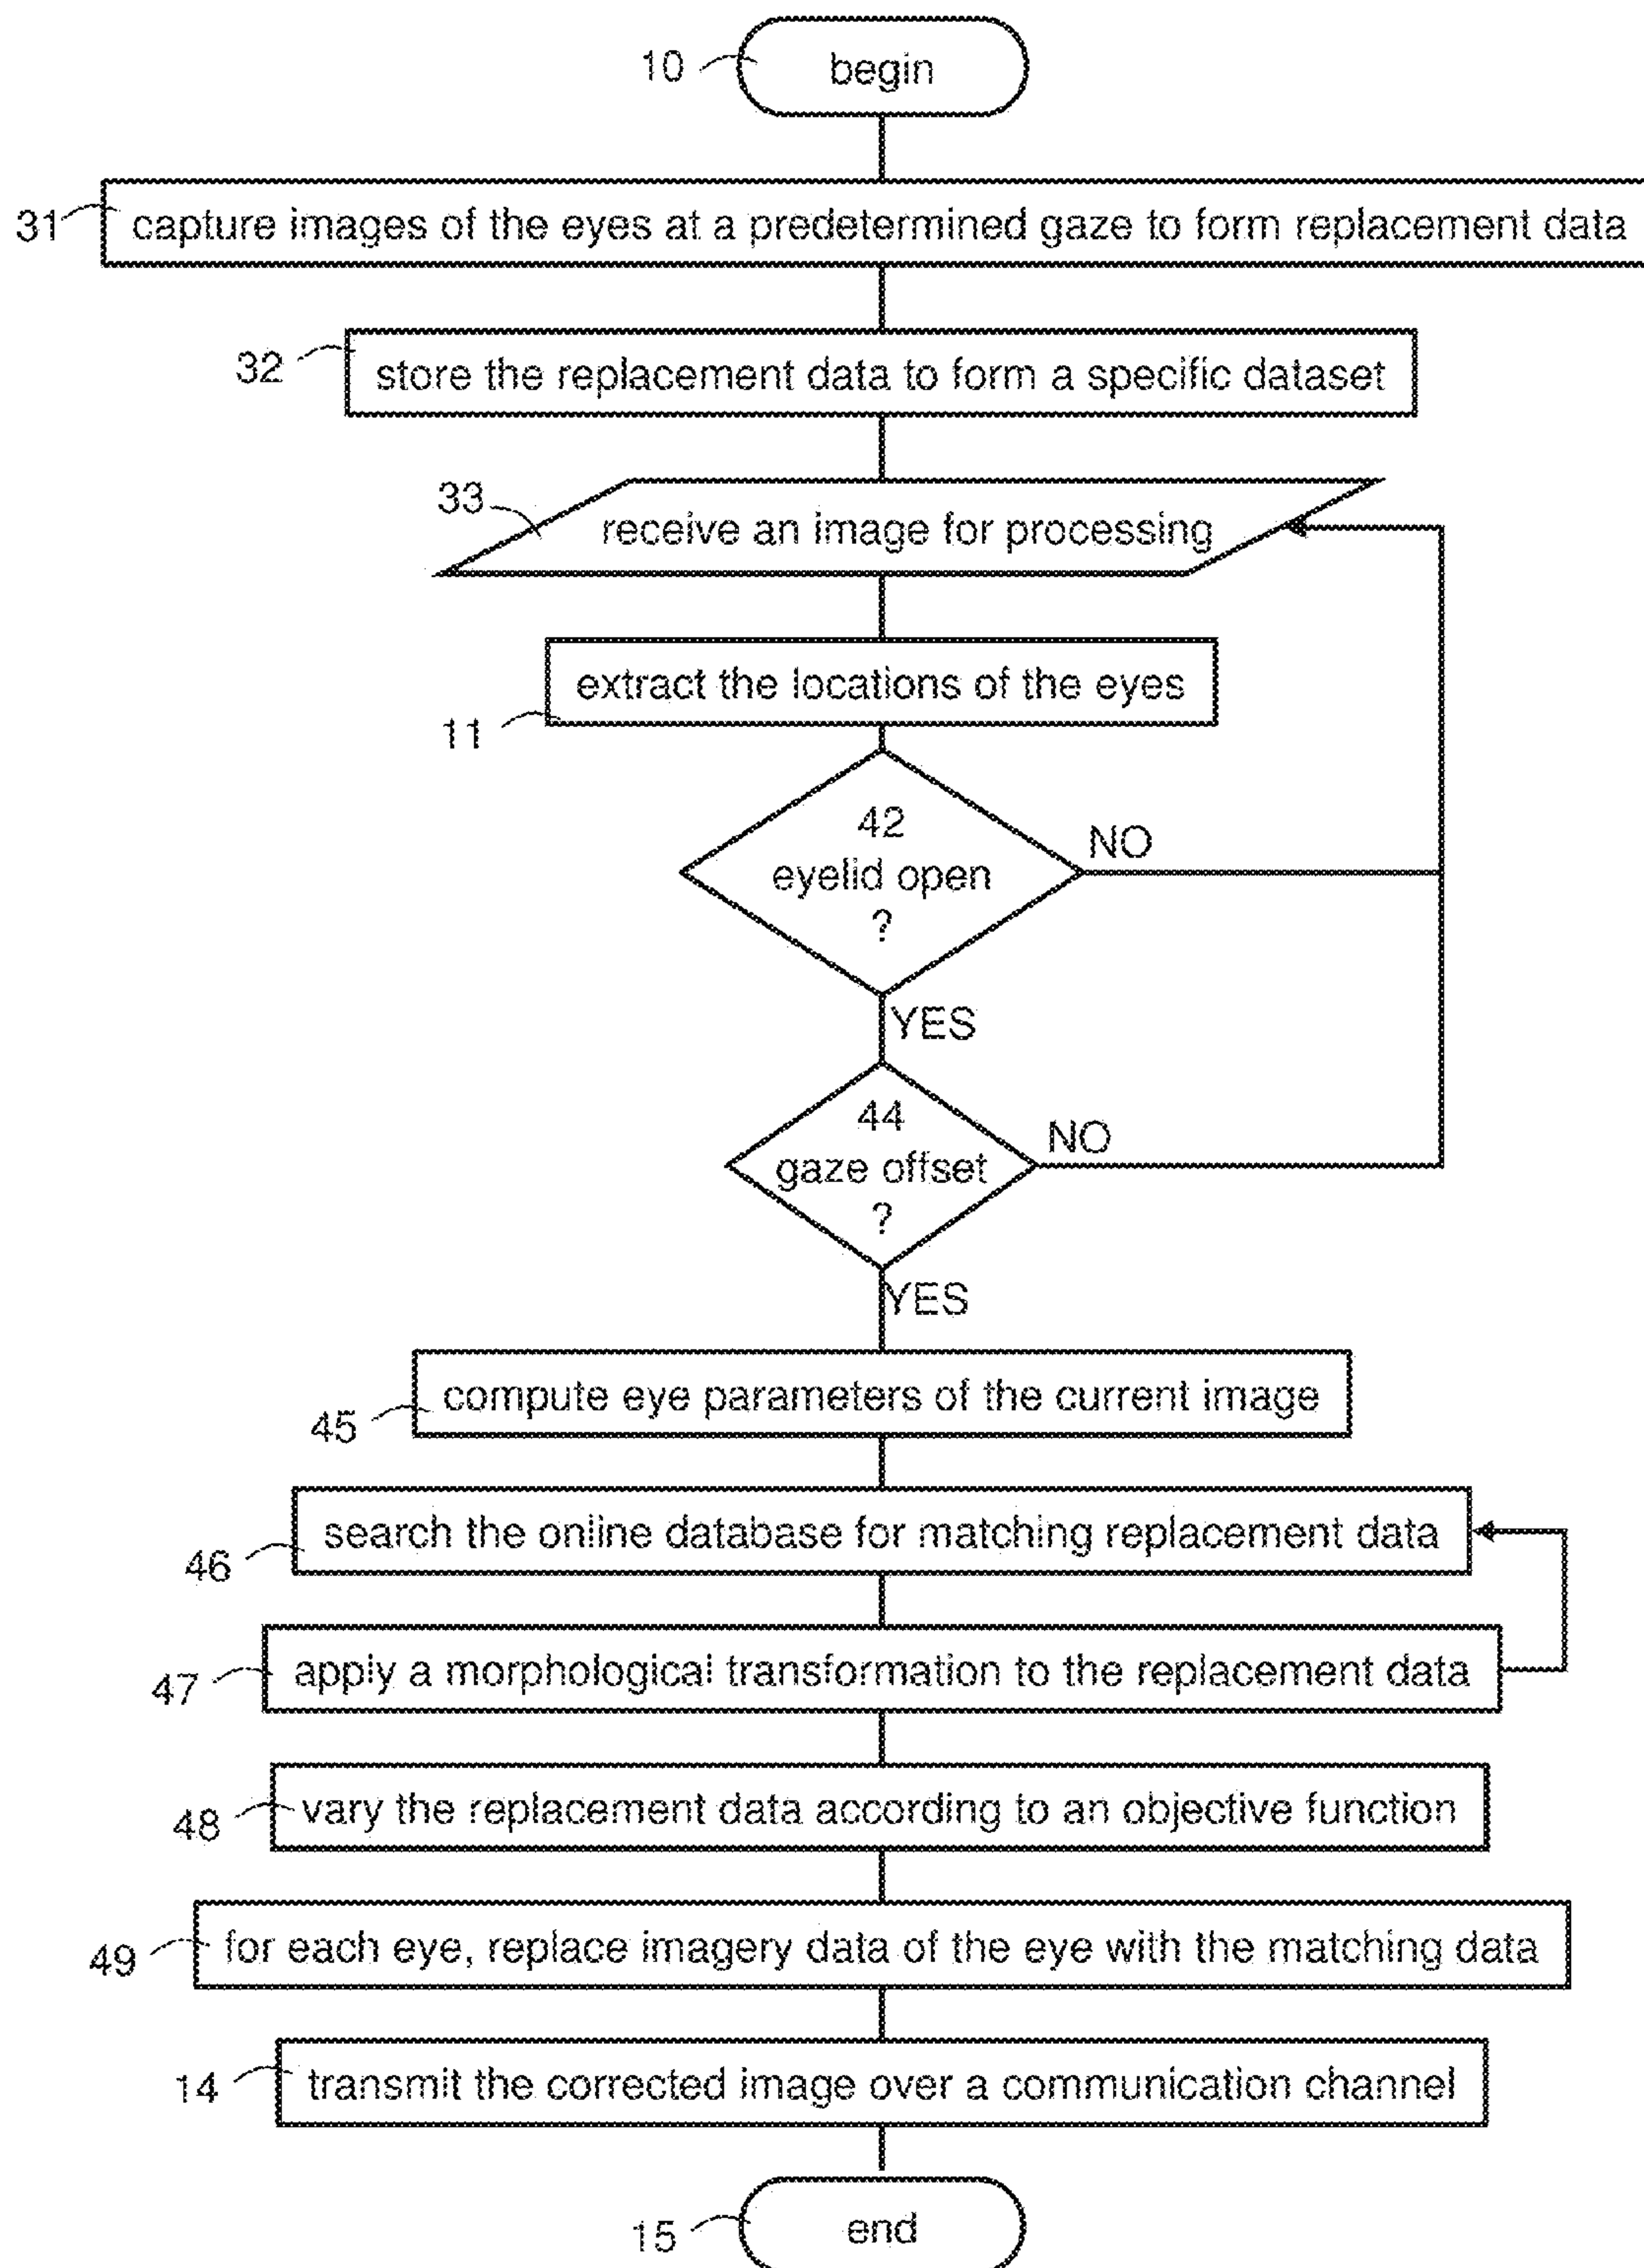 10 begin
31 capture images of the eyes at a predetermined gaze to form replacement data
32 store the replacement data to form a specific dataset
33 receive an image for processing
extract the locations of the eyes
11
42
eyelid open
?
NO
YES
44
gaze offset
?
NO
YES
45 compute eye parameters of the current image
46 search the online database for matching replacement data
47 apply a morphological transformation to the replacement data
48 vary the replacement data according to an objective function
49 for each eye, replace imagery data of the eye with the matching data
14 transmit the corrected image over a communication channel
15 end